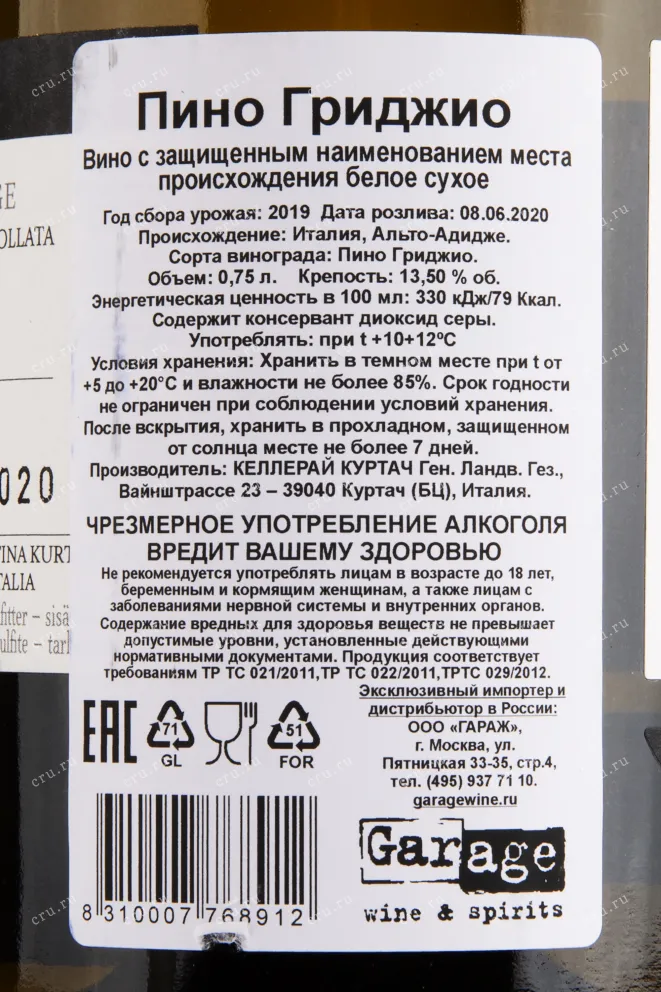 Пино Гриджио
Вино с защищенным наименованием места
происхождения белое сухое
Год сбора урожая: 2019 Дата розлива: 08.06.2020
Происхождение: Италия, Альто-Адидже.
Сорта винограда: Пино Гриджио.
Объем: 0,75 л. Крепость: 13,50 % об.
Энергетическая ценность в 100 мл: 330 кДж/79 Ккал.
Содержит консервант диоксид серы.
Употреблять: при t +10+12ºС
Условия хранения: Хранить в темном месте при t от
+5 до +20°С и влажности не более 85%. Срок годности
не ограничен при соблюдении условий хранения.
После вскрытия, хранить в прохладном, защищенном
от солнца месте не более 7 дней.
Производитель: КЕЛЛЕРАЙ КУРТАЧ Ген. Ландв. Гез.,
Вайнштрассе 23 – 39040 Куртач (БЦ), Италия.
ЧРЕЗМЕРНОЕ УПОТРЕБЛЕНИЕ АЛКОГОЛЯ
ВРЕДИТ ВАШЕМУ ЗДОРОВЬЮ
Не рекомендуется употреблять лицам в возрасте до 18 лет,
беременным и кормящим женщинам, а также лицам с
заболеваниями нервной системы и внутренних органов.
Содержание вредных для здоровья веществ не превышает
допустимые уровни, установленные действующими
нормативными документами. Продукция соответствует
требованиям ТР ТС 021/2011,ТР ТС 022/2011,ТРТС 029/2012.
Эксклюзивный импортер и
дистрибьютор в России:
ООО «ГАРАЖ»,
г. Москва, ул.
Пятницкая 33-35, стр.4,
тел. (495) 937 71 10.
garagewine.ru
EAC
71
GL
51
FOR
8 310007 768912
Garage
wine & spirits
GE
OLLATA
020
TINA KURT
TALIA
fitter – sisä
ulfite – tarl
cru.ru